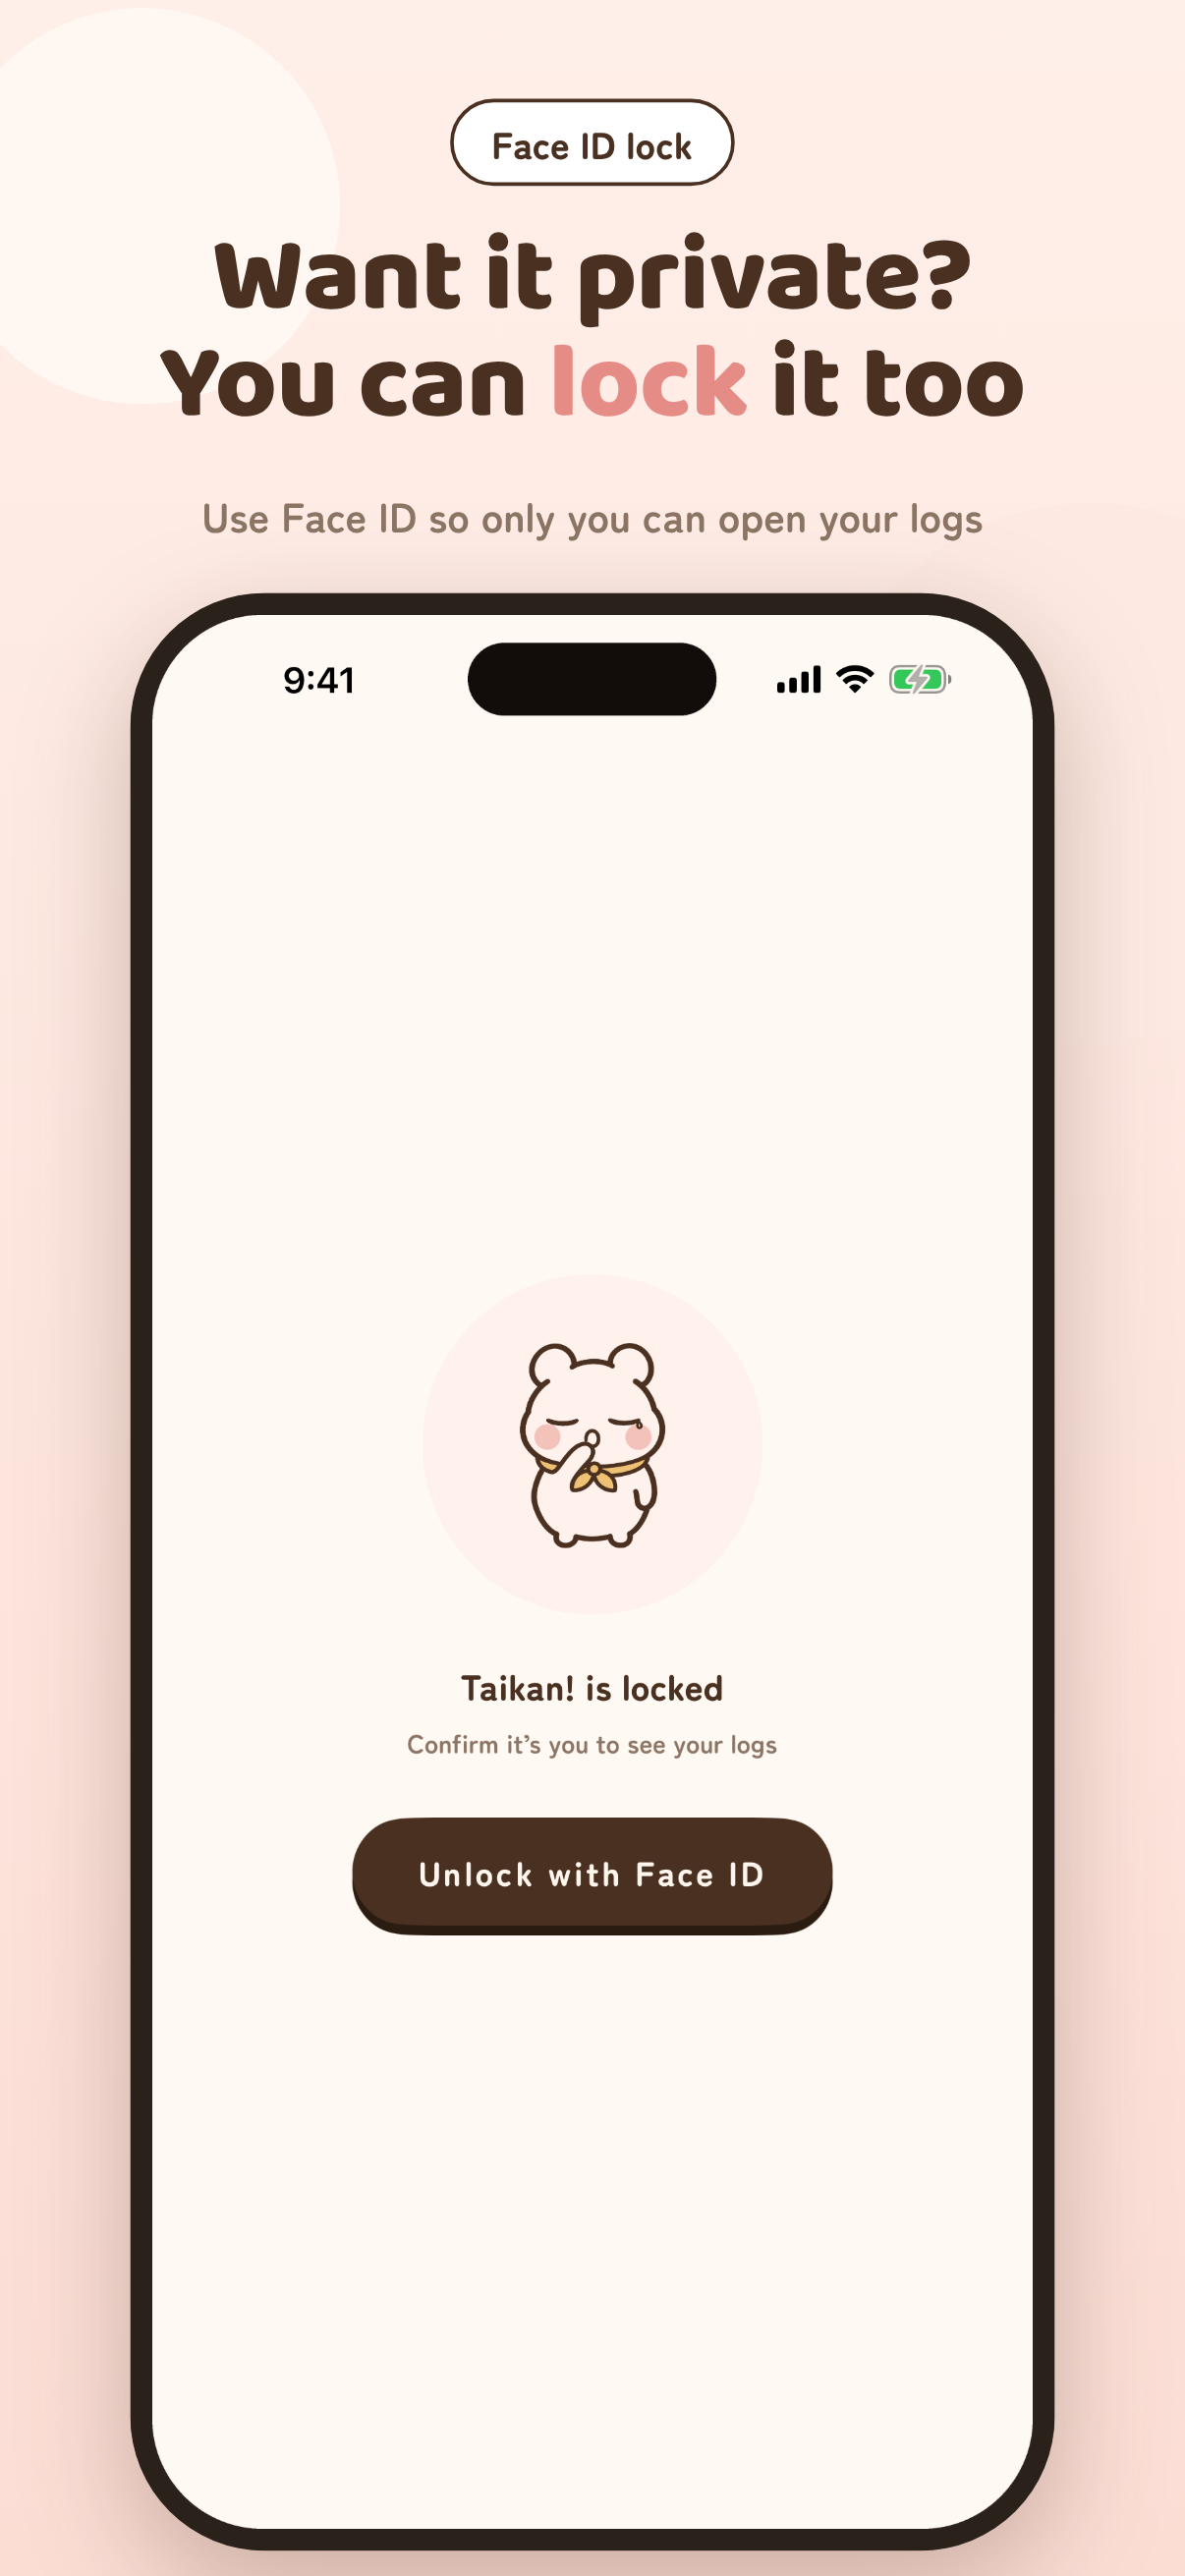 Face ID lock
Want it private?
You can lock it too
Use Face ID so only you can open your logs
9:41
Taikan! is locked
Confirm it’s you to see your logs
Unlock with Face ID